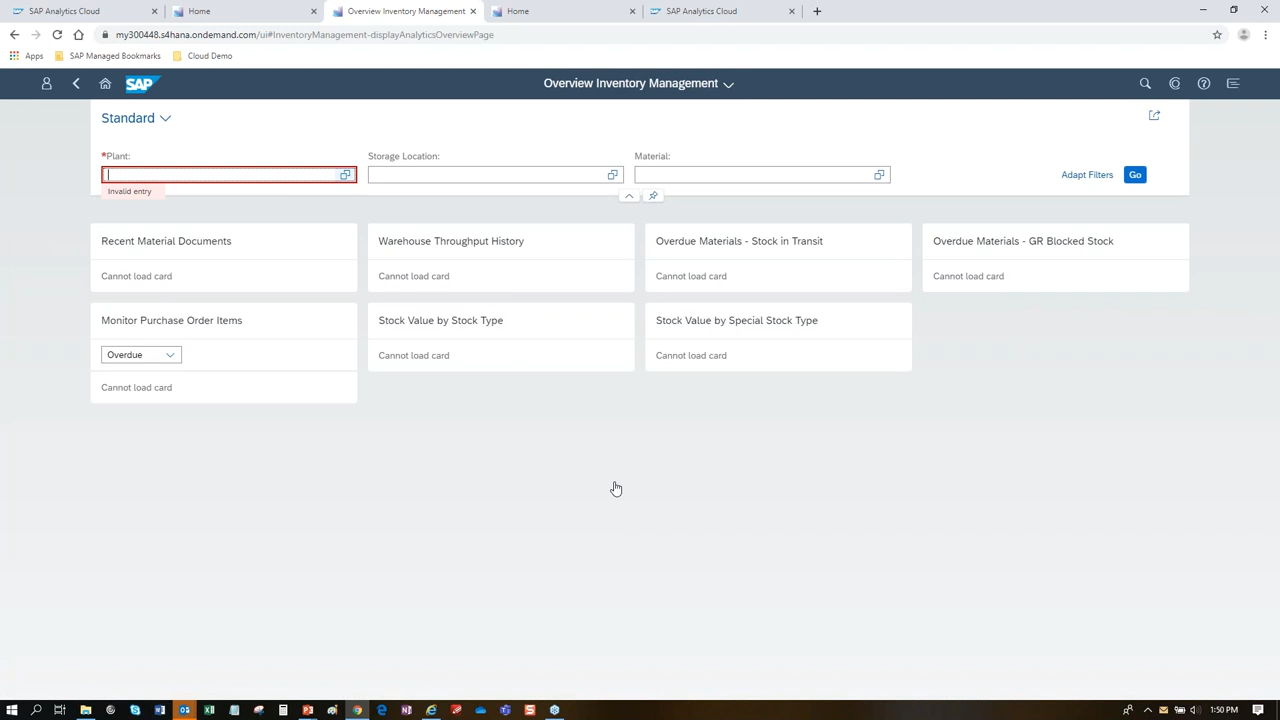 SAP Analytics Cloud
Home
Overview Inventory Management
Home
SAP Analytics Cloud
my300448.s4hana.ondemand.com/ui#InventoryManagement-displayAnalyticsOverviewPage
Apps
SAP Managed Bookmarks
Cloud Demo
SAP
Overview Inventory Management
Standard
*Plant:
Storage Location:
Material:
Adapt Filters
Go
Invalid entry
Recent Material Documents
Cannot load card
Warehouse Throughput History
Cannot load card
Overdue Materials - Stock in Transit
Cannot load card
Overdue Materials - GR Blocked Stock
Cannot load card
Monitor Purchase Order Items
Overdue
Cannot load card
Stock Value by Stock Type
Cannot load card
Stock Value by Special Stock Type
Cannot load card
1:50 PM